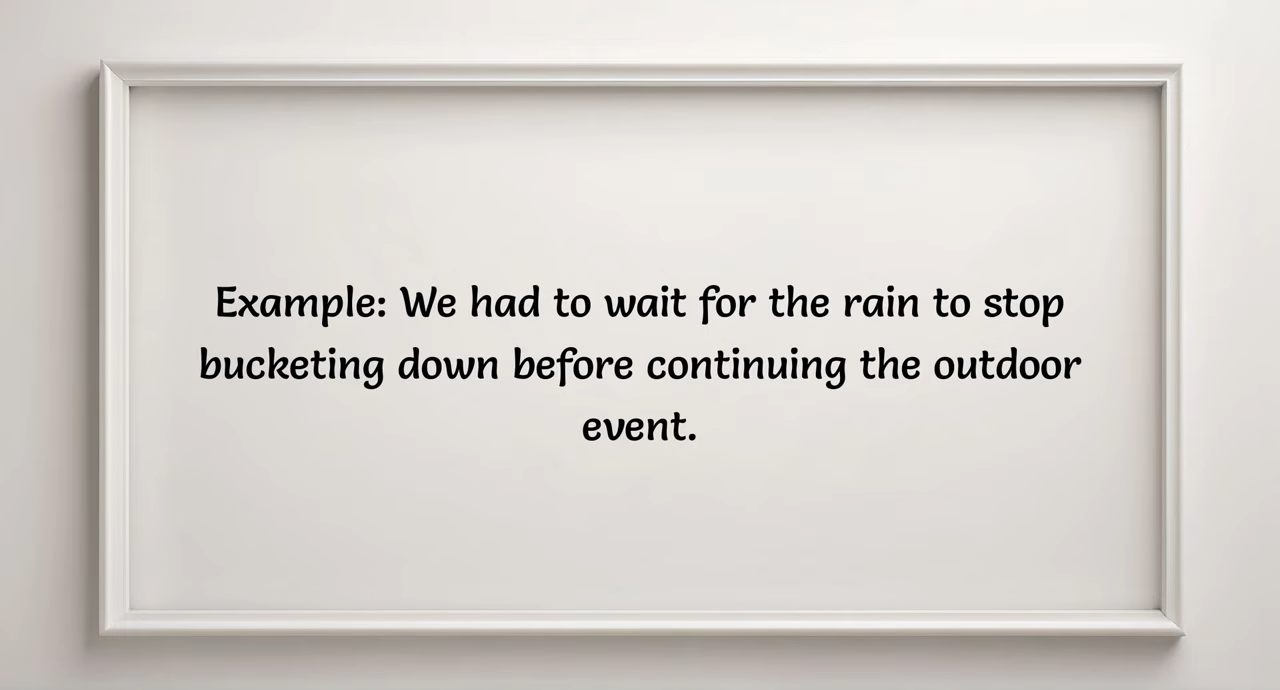 Example: We had to wait for the rain to stop
bucketing down before continuing the outdoor
event.